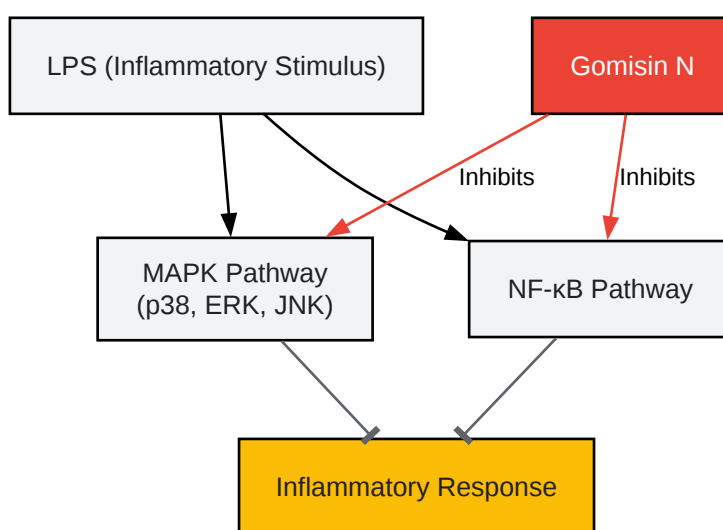 LPS (Inflammatory Stimulus)
Gomisin N
Inhibits
Inhibits
MAPK Pathway
(p38, ERK, JNK)
NF-κB Pathway
Inflammatory Response